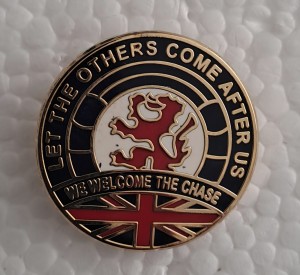 LET THE OTHERS COME AFTER US
WE WELCOME THE CHASE